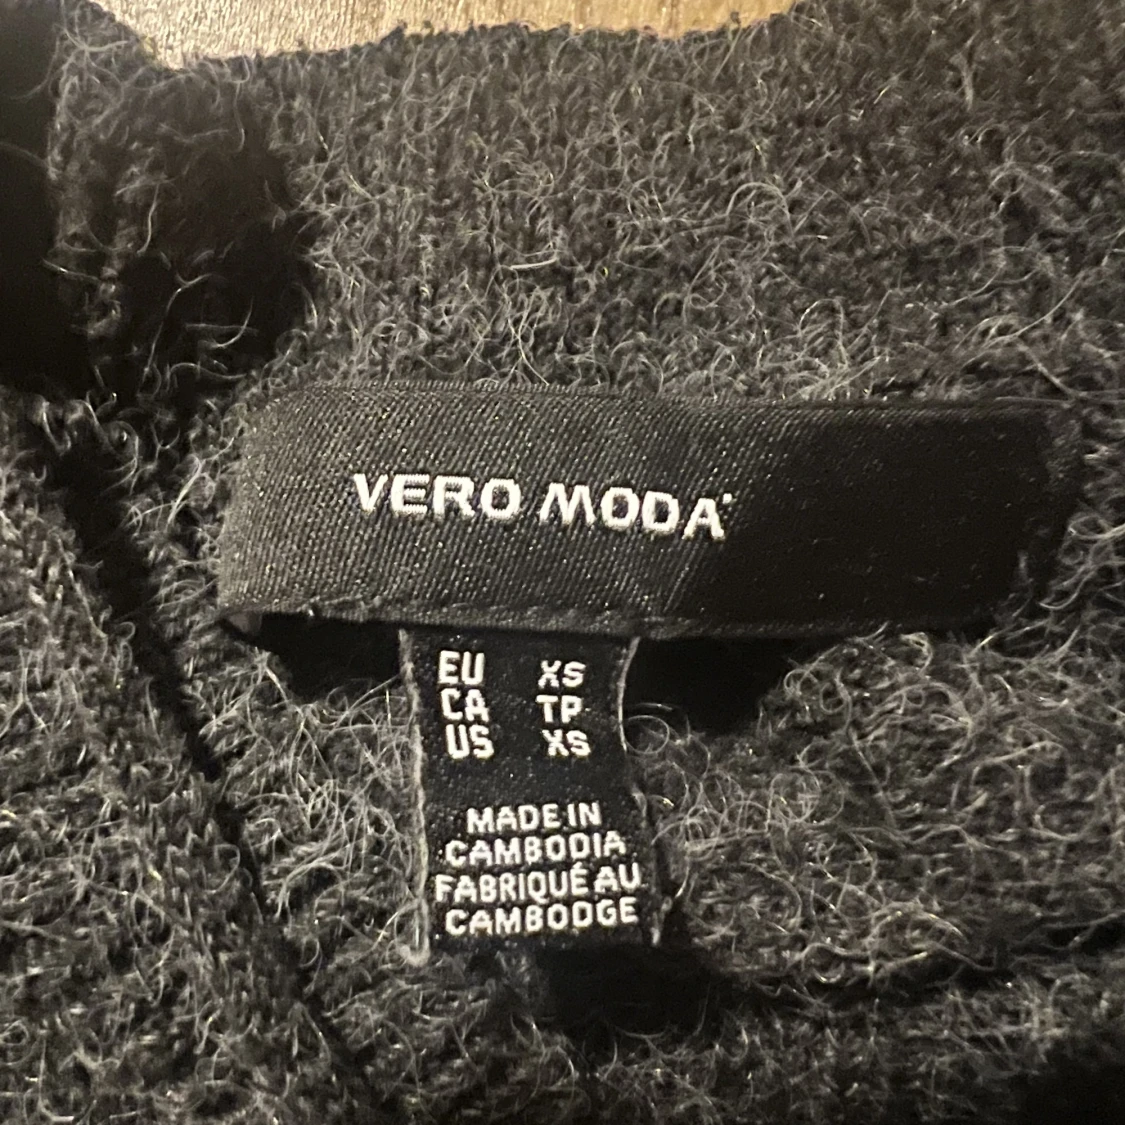 VERO MODA
EU XS
CA TP
US XS
MADE IN
CAMBODIA
FABRIQUÉ AU
CAMBODGE